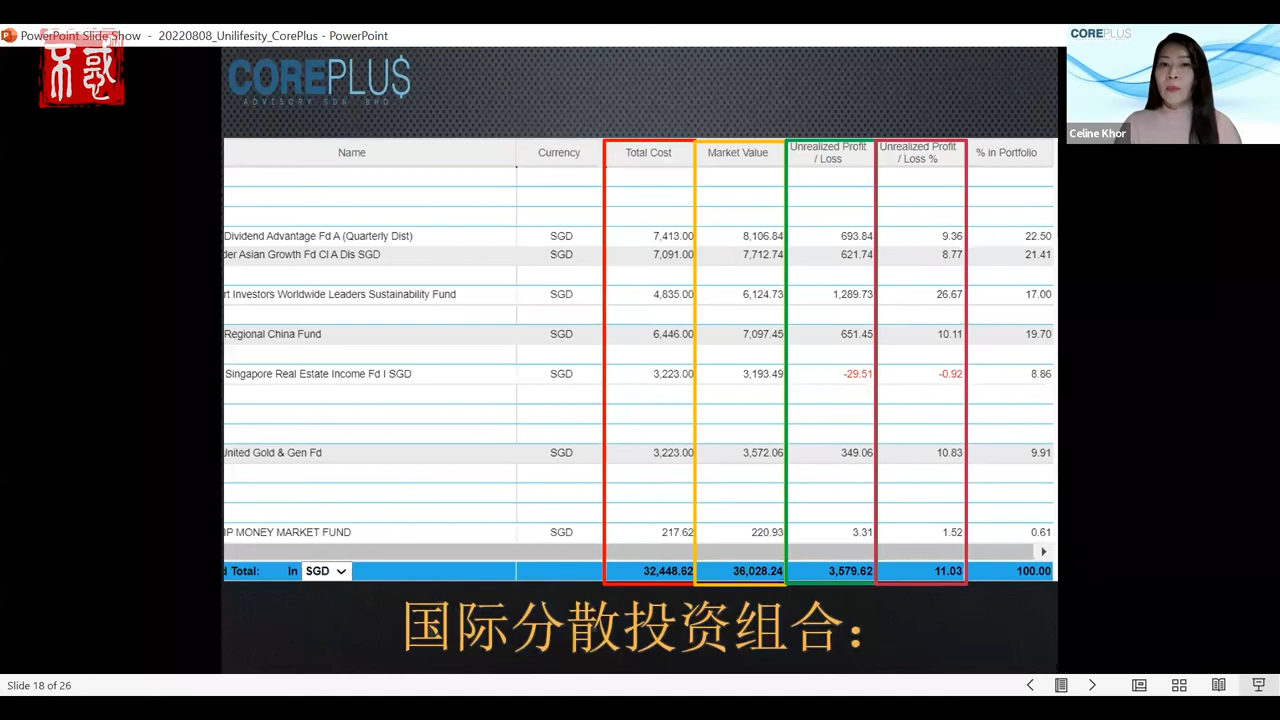 PowerPoint Slide Show - 20220808_Unilifesity_CorePlus - PowerPoint
COREPLU$
ADVISORY SDN BHD
COREPLUS
Celine Khor
Name Currency Total Cost Market Value Unrealized Profit / Loss Unrealized Profit / Loss % % in Portfolio
Dividend Advantage Fd A (Quarterly Dist) SGD 7,413.00 8,106.84 693.84 9.36 22.50
der Asian Growth Fd Cl A Dis SGD SGD 7,091.00 7,712.74 621.74 8.77 21.41
rt Investors Worldwide Leaders Sustainability Fund SGD 4,835.00 6,124.73 1,289.73 26.67 17.00
Regional China Fund SGD 6,446.00 7,097.45 651.45 10.11 19.70
Singapore Real Estate Income Fd I SGD SGD 3,223.00 3,193.49 -29.51 -0.92 8.86
United Gold & Gen Fd SGD 3,223.00 3,572.06 349.06 10.83 9.91
IP MONEY MARKET FUND SGD 217.62 220.93 3.31 1.52 0.61
d Total: In SGD 32,448.62 36,028.24 3,579.62 11.03 100.00
国际分散投资组合：
Slide 18 of 26